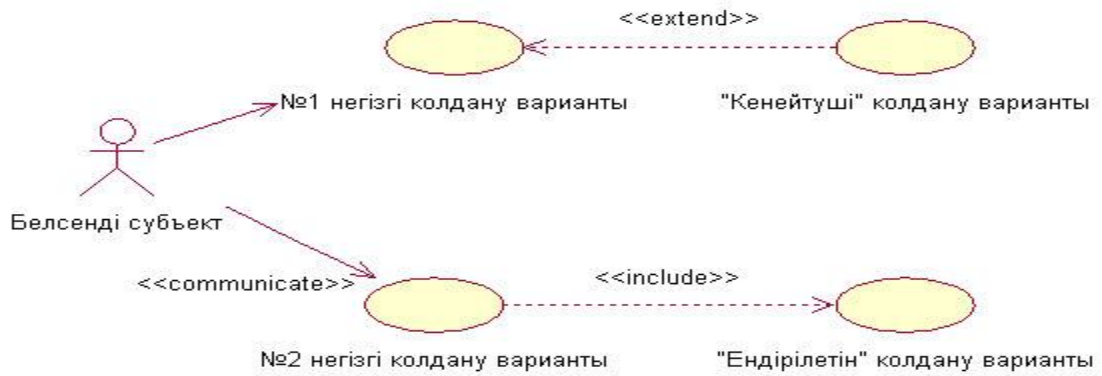 <<extend>>
№1 негізгі колдану варианты
"Кенейтуші" колдану варианты
Белсенді субъект
<<communicate>>
<<include>>
№2 негізгі колдану варианты
"Ендірілетін" колдану варианты